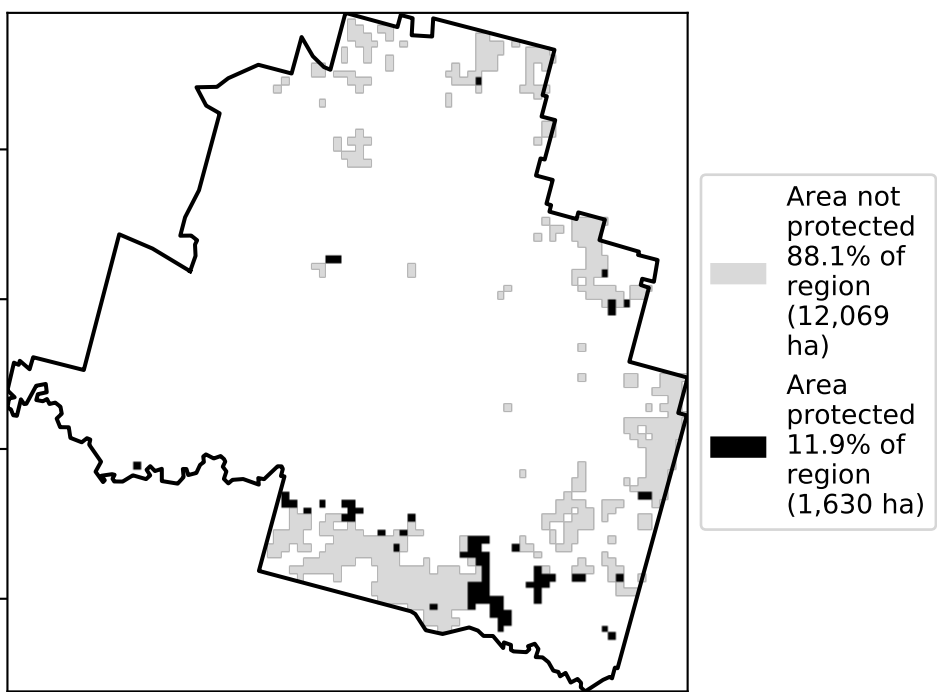 Area not
protected
88.1% of
region
(12,069
ha)
Area
protected
11.9% of
region
(1,630 ha)